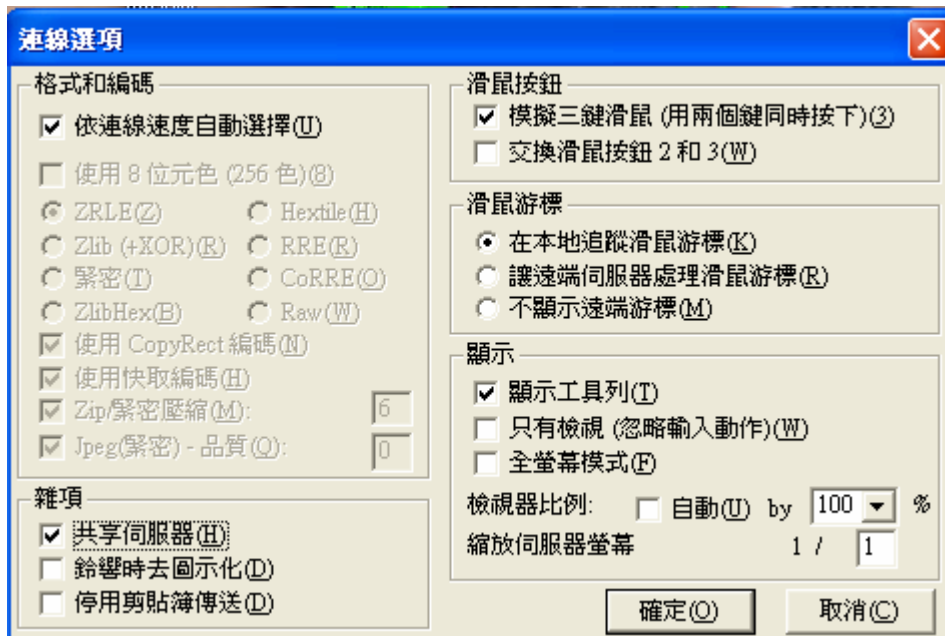 連線選項
格式和編碼
依連線速度自動選擇(U)
使用 8 位元色 (256 色)(8)
ZRLE(Z) Hextile(H)
Zlib (+XOR)(R) RRE(R)
緊密(T) CoRRE(O)
ZlibHex(B) Raw(W)
使用 CopyRect 編碼(N)
使用快取編碼(H)
Zip/緊密壓縮(M): 6
Jpeg(緊密) - 品質(Q): 0
雜項
共享伺服器(H)
鈴響時去圖示化(D)
停用剪貼簿傳送(D)
滑鼠按鈕
模擬三鍵滑鼠 (用兩個鍵同時按下)(3)
交換滑鼠按鈕 2 和 3(W)
滑鼠游標
在本地追蹤滑鼠游標(K)
讓遠端伺服器處理滑鼠游標(R)
不顯示遠端游標(M)
顯示
顯示工具列(T)
只有檢視 (忽略輸入動作)(W)
全螢幕模式(F)
檢視器比例: 自動(U) by 100 %
縮放伺服器螢幕 1 / 1
確定(O) 取消(C)